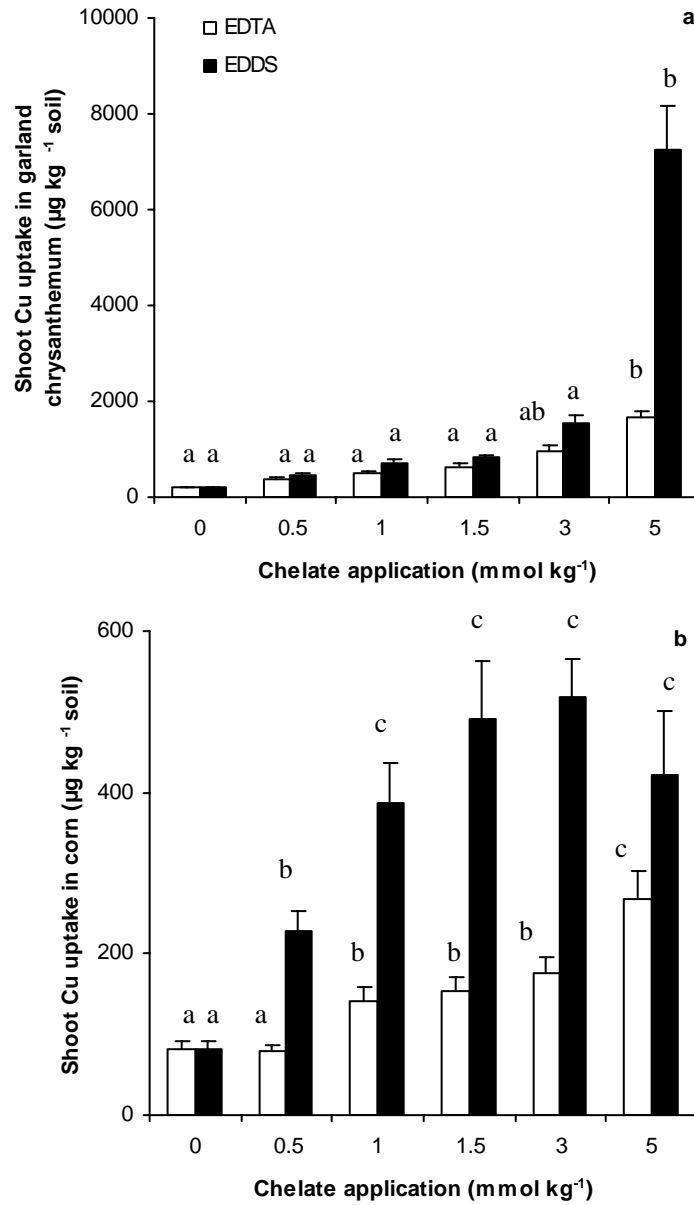 a
EDTA
EDDS
Shoot Cu uptake in garland
chrysanthemum (µg kg ⁻¹ soil)
10000
8000
6000
4000
2000
0
a a
a a
a a
a a
ab a
b b
0 0.5 1 1.5 3 5
Chelate application (mmol kg⁻¹)
b
Shoot Cu uptake in corn (µg kg ⁻¹ soil)
600
400
200
0
a a
a b
b c
b c
b c
c c
0 0.5 1 1.5 3 5
Chelate application (mmol kg⁻¹)